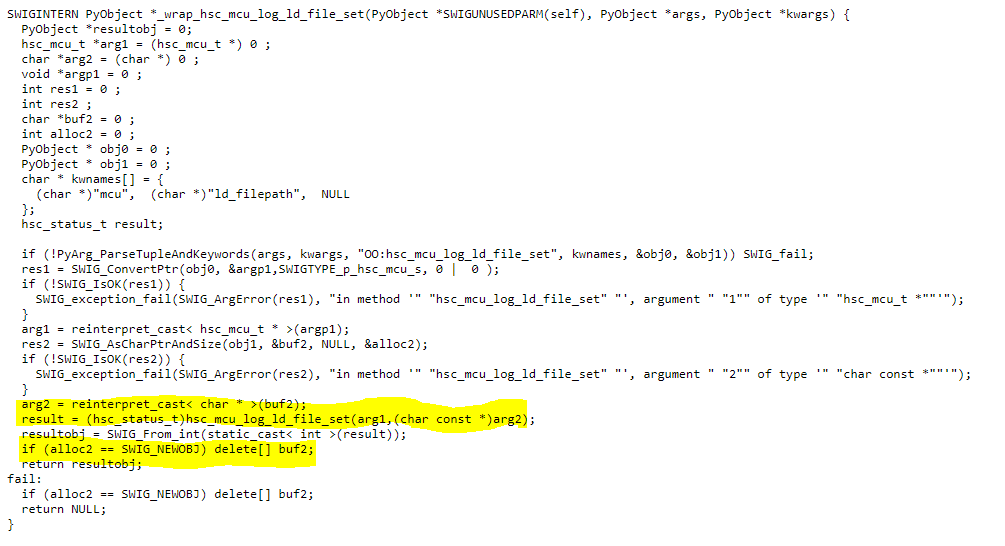 SWIGINTERN PyObject *_wrap_hsc_mcu_log_ld_file_set(PyObject *SWIGUNUSEDPARM(self), PyObject *args, PyObject *kwargs) {
  PyObject *resultobj = 0;
  hsc_mcu_t *arg1 = (hsc_mcu_t *) 0 ;
  char *arg2 = (char *) 0 ;
  void *argp1 = 0 ;
  int res1 = 0 ;
  int res2 ;
  char *buf2 = 0 ;
  int alloc2 = 0 ;
  PyObject * obj0 = 0 ;
  PyObject * obj1 = 0 ;
  char * kwnames[] = {
    (char *)"mcu",  (char *)"ld_filepath",  NULL
  };
  hsc_status_t result;

  if (!PyArg_ParseTupleAndKeywords(args, kwargs, "OO:hsc_mcu_log_ld_file_set", kwnames, &obj0, &obj1)) SWIG_fail;
  res1 = SWIG_ConvertPtr(obj0, &argp1,SWIGTYPE_p_hsc_mcu_s, 0 |  0 );
  if (!SWIG_IsOK(res1)) {
    SWIG_exception_fail(SWIG_ArgError(res1), "in method '" "hsc_mcu_log_ld_file_set" "', argument " "1"" of type '" "hsc_mcu_t *""'");
  }
  arg1 = reinterpret_cast< hsc_mcu_t * >(argp1);
  res2 = SWIG_AsCharPtrAndSize(obj1, &buf2, NULL, &alloc2);
  if (!SWIG_IsOK(res2)) {
    SWIG_exception_fail(SWIG_ArgError(res2), "in method '" "hsc_mcu_log_ld_file_set" "', argument " "2"" of type '" "char const *""'");
  }
  arg2 = reinterpret_cast< char * >(buf2);
  result = (hsc_status_t)hsc_mcu_log_ld_file_set(arg1,(char const *)arg2);
  resultobj = SWIG_From_int(static_cast< int >(result));
  if (alloc2 == SWIG_NEWOBJ) delete[] buf2;
  return resultobj;
fail:
  if (alloc2 == SWIG_NEWOBJ) delete[] buf2;
  return NULL;
}